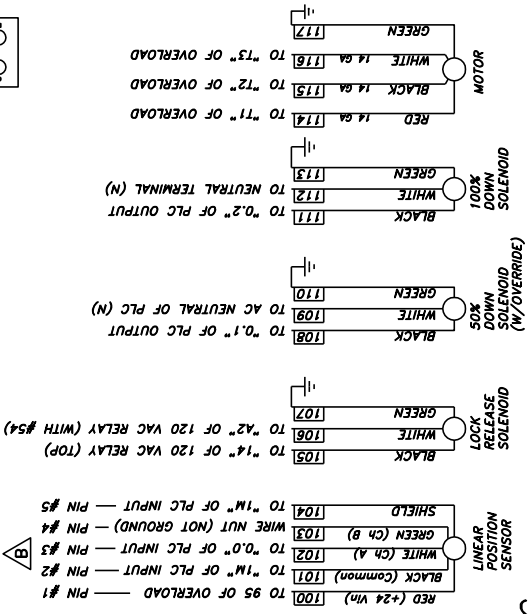 B
LINEAR
POSITION
SENSOR
RED (+24 Vin) 100 TO 95 OF OVERLOAD — PIN #1
BLACK (Common) 101 TO "1M" OF PLC INPUT — PIN #2
WHITE (Ch A) 102 TO "0.0" OF PLC INPUT — PIN #3
GREEN (Ch B) 103 WIRE NUT (NOT GROUND) — PIN #4
SHIELD 104 TO "1M" OF PLC INPUT — PIN #5
LOCK
RELEASE
SOLENOID
BLACK 105 TO "14" OF 120 VAC RELAY (TOP)
WHITE 106 TO "A2" OF 120 VAC RELAY (WITH #54)
GREEN 107
50%
DOWN
SOLENOID
(W/OVERRIDE)
BLACK 108 TO "0.1" OF PLC OUTPUT
WHITE 109 TO AC NEUTRAL OF PLC (N)
GREEN 110
100%
DOWN
SOLENOID
BLACK 111 TO "0.2" OF PLC OUTPUT
WHITE 112 TO NEUTRAL TERMINAL (N)
GREEN 113
MOTOR
RED 14 GA 114 TO "T1" OF OVERLOAD
BLACK 14 GA 115 TO "T2" OF OVERLOAD
WHITE 14 GA 116 TO "T3" OF OVERLOAD
GREEN 117